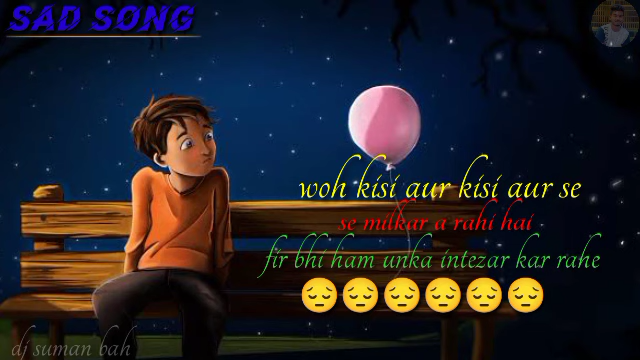 SAD SONG
woh kisi aur kisi aur se
se milkar a rahi hai
fir bhi ham unka intezar kar rahe
😔😔😔😔😔😔
dj suman bah